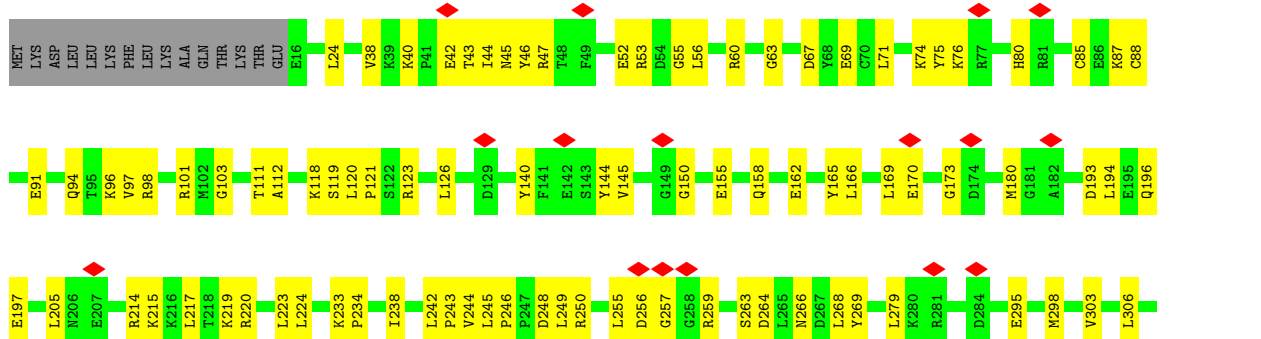 MET LYS ASP LEU LEU LYS PHE LEU LYS ALA GLN THR LYS THR GLU E16 L24 V38 K39 K40 P41 E42 T43 I44 N45 Y46 R47 T48 F49 E52 R53 D54 G55 L56 R60 G63 D67 Y68 E69 C70 L71 K74 Y75 K76 R77 H80 R81 C85 E86 K87 C88
E91 Q94 T95 K96 V97 R98 R101 M102 G103 T111 A112 K118 S119 L120 P121 S122 R123 L126 D129 Y140 F141 E142 S143 Y144 V145 G149 G150 E155 Q158 E162 Y165 L166 L169 E170 G173 D174 M180 G181 A182 D193 L194 E195 Q196
E197 L205 N206 E207 R214 K215 K216 L217 T218 K219 R220 L223 L224 K233 P234 I238 L242 P243 V244 L245 P246 P247 D248 L249 R250 L255 D256 G257 G258 R259 S263 D264 L265 N266 D267 L268 Y269 L279 K280 R281 D284 E295 M298 V303 L306